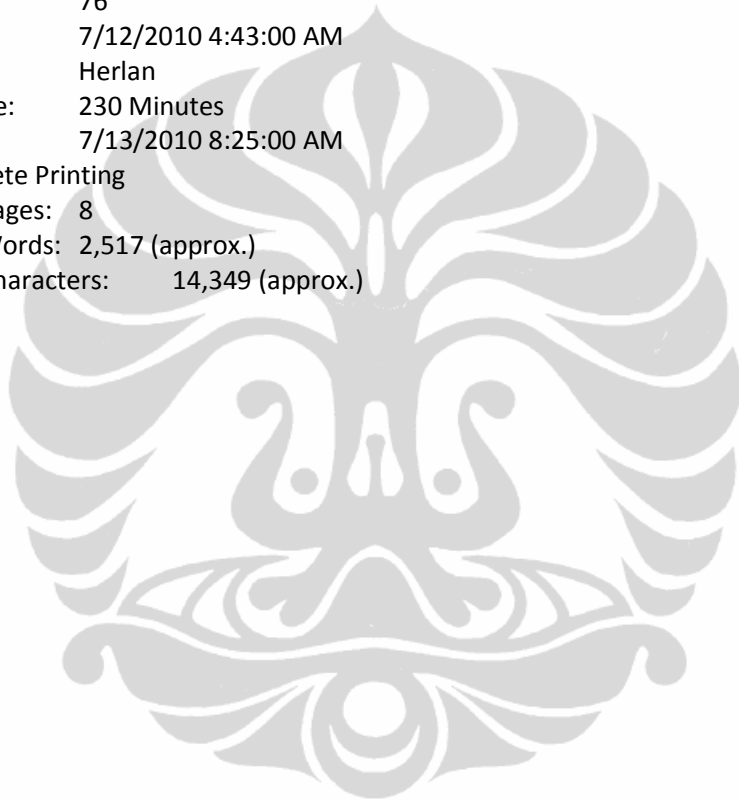 76
7/12/2010 4:43:00 AM
Herlan
e: 230 Minutes
7/13/2010 8:25:00 AM
ete Printing
ages: 8
Words: 2,517 (approx.)
haracters: 14,349 (approx.)